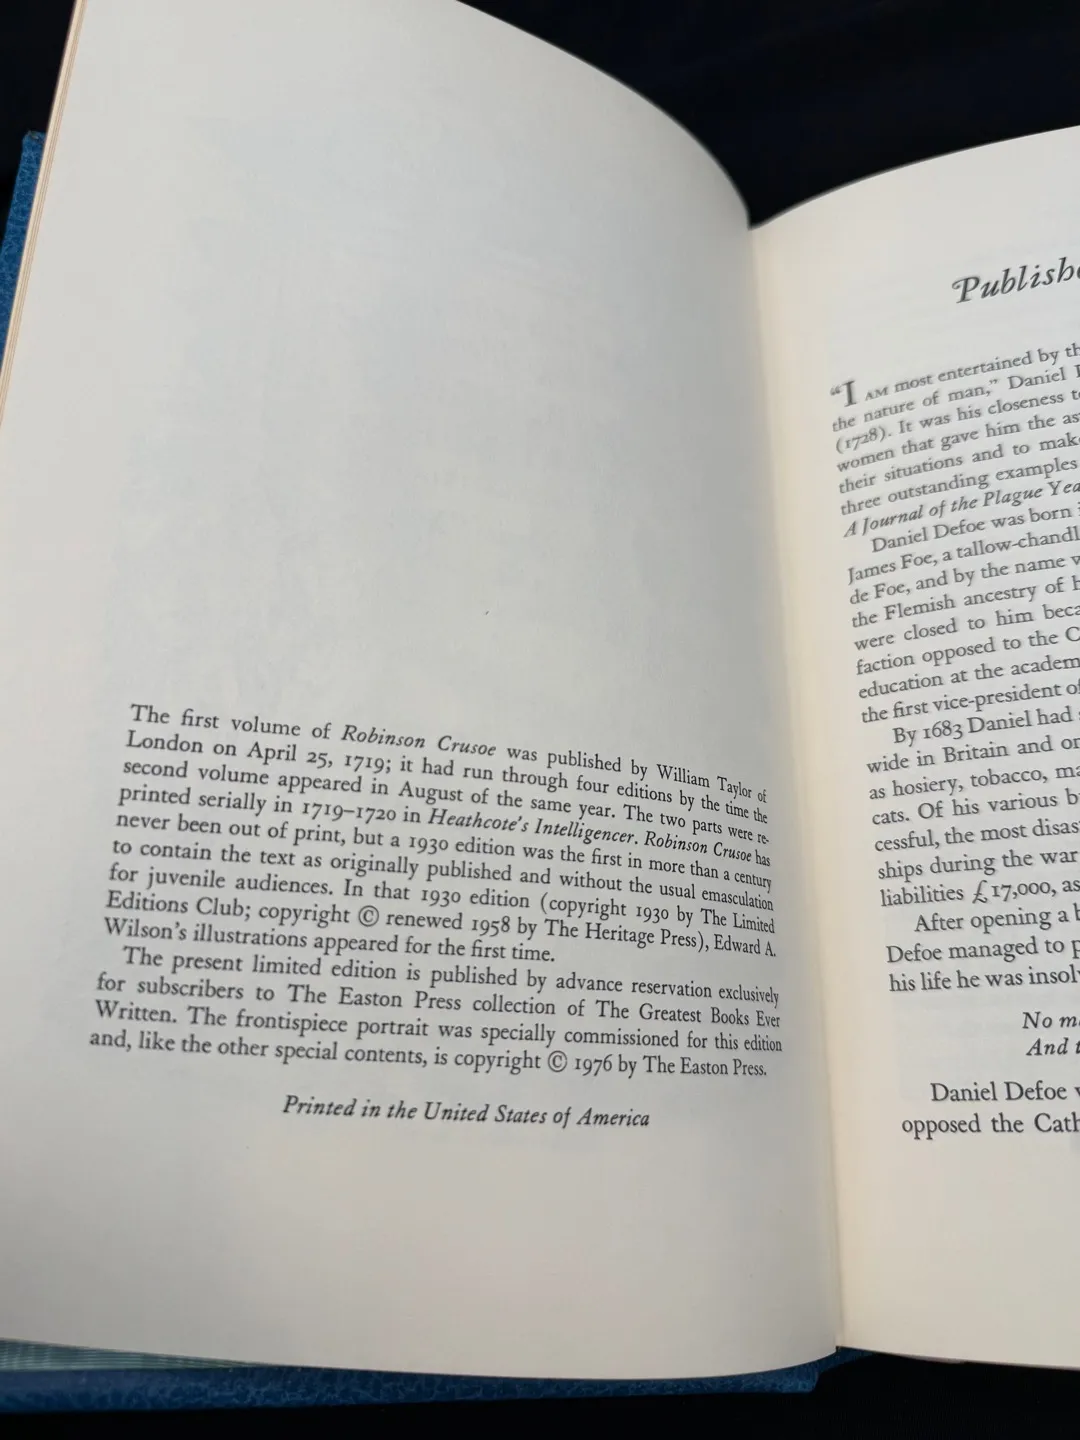 The first volume of Robinson Crusoe was published by William Taylor of
London on April 25, 1719; it had run through four editions by the time the
second volume appeared in August of the same year. The two parts were re-
printed serially in 1719–1720 in Heathcote's Intelligencer. Robinson Crusoe has
never been out of print, but a 1930 edition was the first in more than a century
to contain the text as originally published and without the usual emasculation
for juvenile audiences. In that 1930 edition (copyright 1930 by The Limited
Editions Club; copyright © renewed 1958 by The Heritage Press), Edward A.
Wilson's illustrations appeared for the first time.
The present limited edition is published by advance reservation exclusively
for subscribers to The Easton Press collection of The Greatest Books Ever
Written. The frontispiece portrait was specially commissioned for this edition
and, like the other special contents, is copyright © 1976 by The Easton Press.
Printed in the United States of America
"I AM most entertained by
the nature of man," Daniel
(1728). It was his closeness
women that gave him the
their situations and to
three outstanding examples
A Journal of the Plague
Daniel Defoe was born
James Foe, a tallow-
de Foe, and by the name
the Flemish ancestry of
were closed to him
faction opposed to the
education at the
the first vice-president
By 1683 Daniel had
wide in Britain and
as hosiery, tobacco,
cats. Of his various
cessful, the most
ships during the war
liabilities £17,000, as
After opening a
Defoe managed to
his life he was
No
And
Daniel Defoe
opposed the